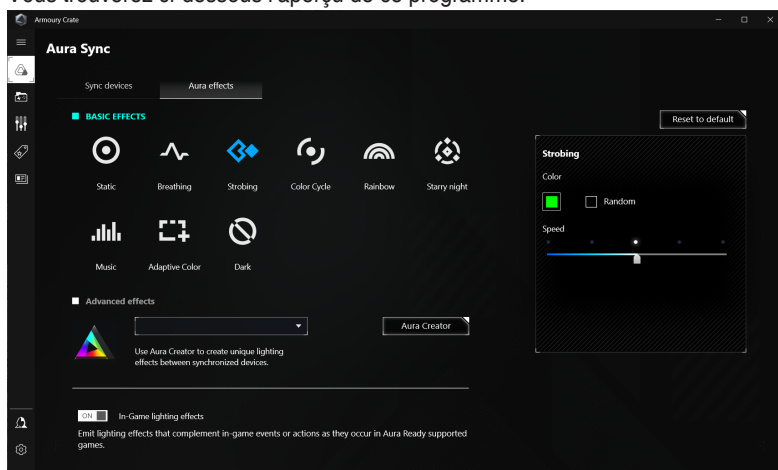 Vous trouverez ci-dessous l'aperçu de ce programme:
Armoury Crate
Aura Sync
Sync devices
Aura effects
BASIC EFFECTS
Reset to default
Static
Breathing
Strobing
Color Cycle
Rainbow
Starry night
Strobing
Color
Random
Speed
Music
Adaptive Color
Dark
Advanced effects
Aura Creator
Use Aura Creator to create unique lighting
effects between synchronized devices.
ON
In-Game lighting effects
Emit lighting effects that complement in-game events or actions as they occur in Aura Ready supported
games.